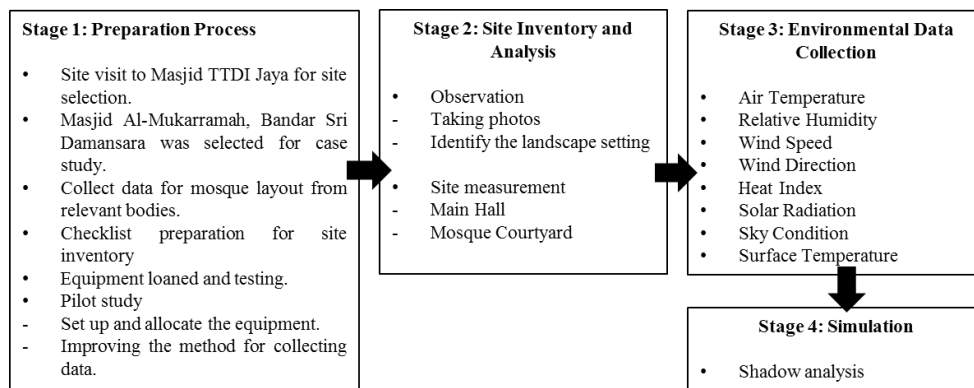 Stage 1: Preparation Process
• Site visit to Masjid TTDI Jaya for site
selection.
• Masjid Al-Mukarramah, Bandar Sri
Damansara was selected for case
study.
• Collect data for mosque layout from
relevant bodies.
• Checklist preparation for site
inventory
• Equipment loaned and testing.
• Pilot study
- Set up and allocate the equipment.
- Improving the method for collecting
data.
Stage 2: Site Inventory and
Analysis
• Observation
- Taking photos
- Identify the landscape setting
• Site measurement
- Main Hall
- Mosque Courtyard
Stage 3: Environmental Data
Collection
• Air Temperature
• Relative Humidity
• Wind Speed
• Wind Direction
• Heat Index
• Solar Radiation
• Sky Condition
• Surface Temperature
Stage 4: Simulation
• Shadow analysis